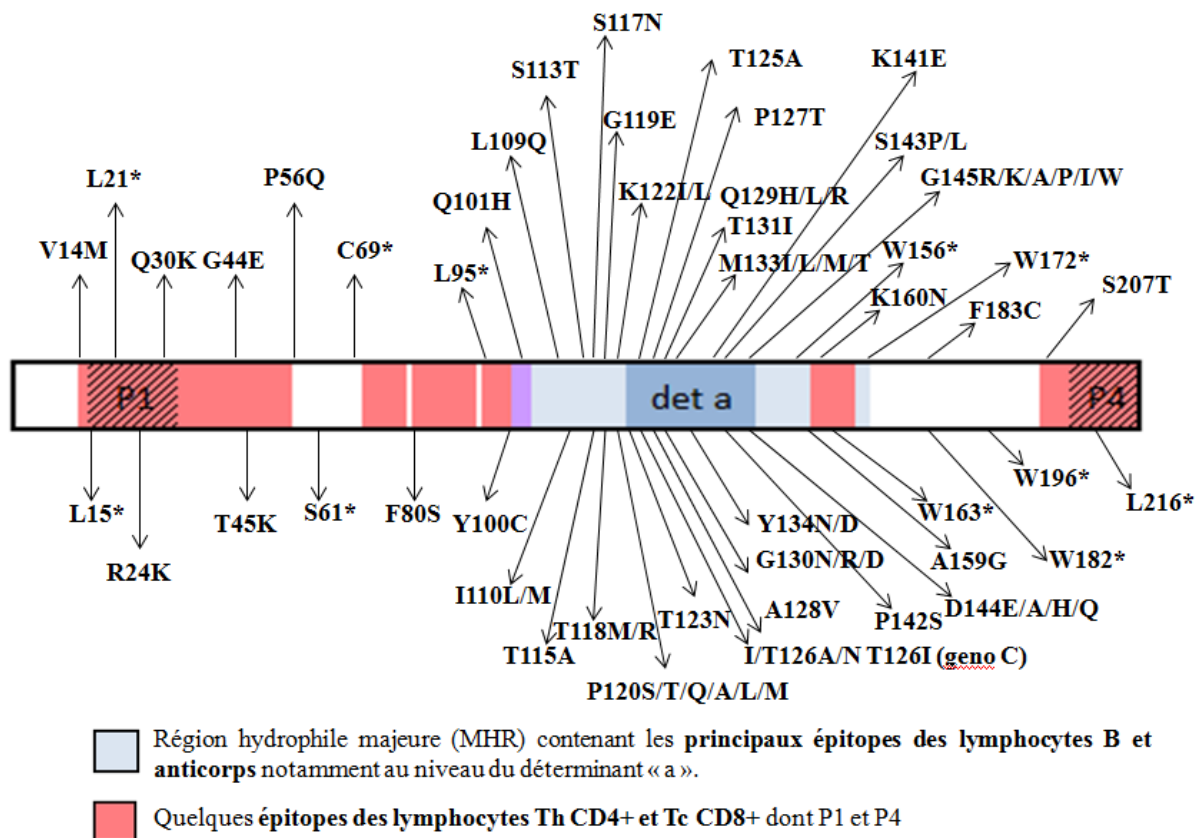 S117N
S113T
T125A
K141E
G119E
P127T
L109Q
S143P/L
L21*
P56Q
G145R/K/A/P/I/W
Q101H
K122I/L
Q129H/L/R
T131I
V14M
Q30K
G44E
C69*
L95*
M133I/L/M/T
W156*
W172*
K160N
S207T
F183C
P1
det a
P4
L15*
R24K
T45K
S61*
F80S
Y100C
Y134N/D
W163*
W196*
L216*
G130N/R/D
A159G
W182*
I110L/M
T123N
A128V
P142S
D144E/A/H/Q
T118M/R
T115A
I/T126A/N T126I (geno C)
P120S/T/Q/A/L/M
Région hydrophile majeure (MHR) contenant les principaux épitopes des lymphocytes B et
anticorps notamment au niveau du déterminant « a ».
Quelques épitopes des lymphocytes Th CD4+ et Tc CD8+ dont P1 et P4